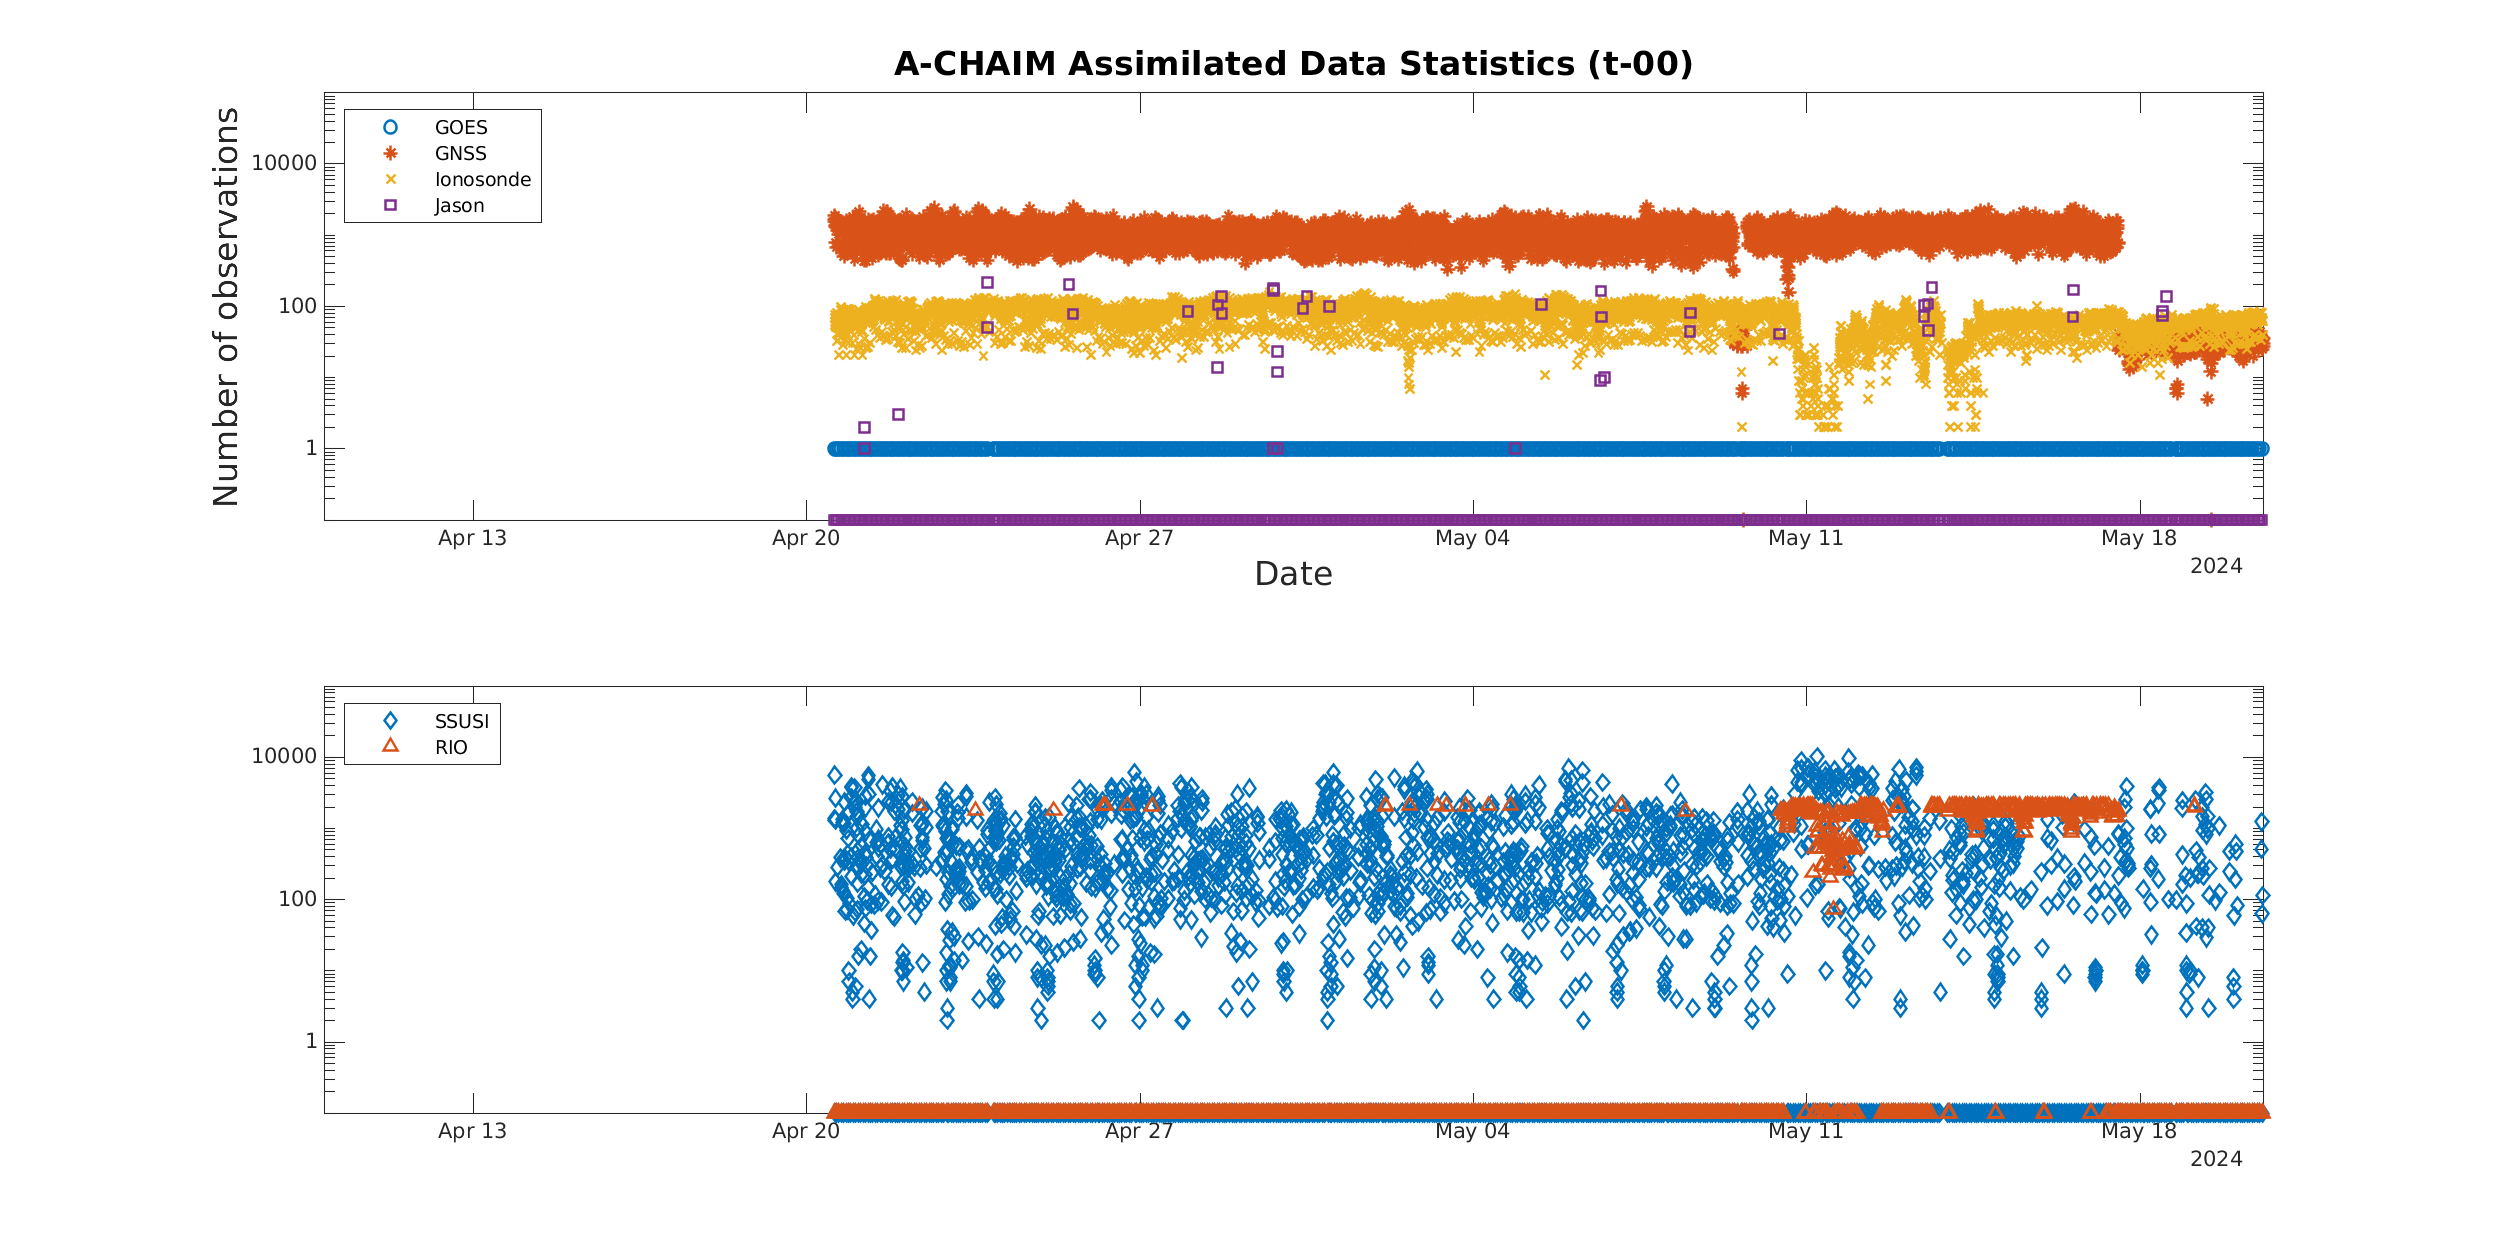 A-CHAIM Assimilated Data Statistics (t-00)
Number of observations
10000
100
1
GOES
GNSS
Ionosonde
Jason
Apr 13
Apr 20
Apr 27
May 04
May 11
May 18
2024
Date
10000
100
1
SSUSI
RIO
Apr 13
Apr 20
Apr 27
May 04
May 11
May 18
2024